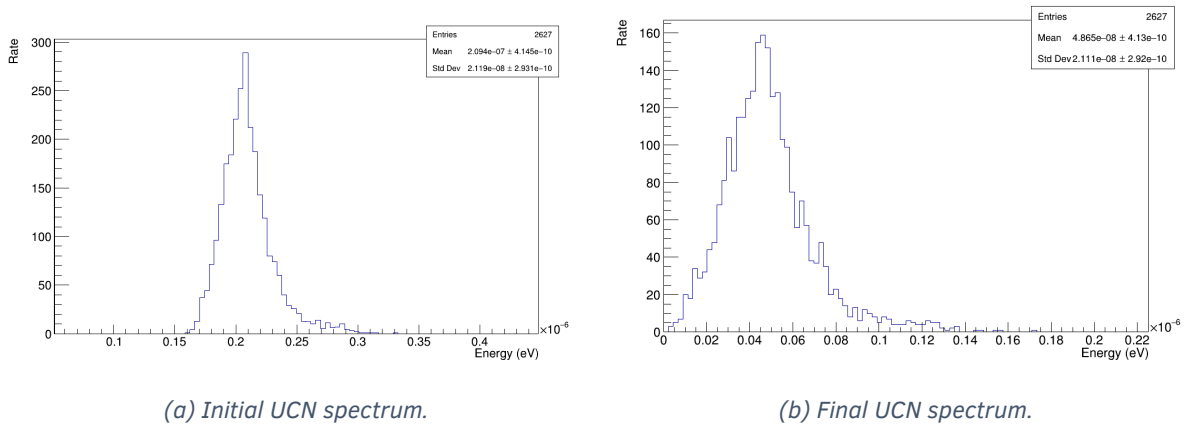 Entries 2627
Mean 2.094e−07 ± 4.145e−10
Std Dev 2.119e−08 ± 2.931e−10
Rate
300
250
200
150
100
50
0
0.1 0.2 0.25 0.3 0.35 0.4
×10−6
Energy (eV)
(a) Initial UCN spectrum.
Entries 2627
Mean 4.865e−08 ± 4.13e−10
Std Dev 2.111e−08 ± 2.92e−10
Rate
160
140
120
100
80
60
40
20
0
0 0.02 0.04 0.06 0.08 0.1 0.12 0.14 0.16 0.18 0.2 0.22
×10−6
Energy (eV)
(b) Final UCN spectrum.